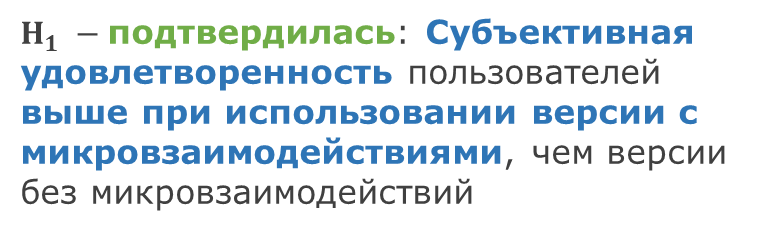 H₁ – подтвердилась: Субъективная
удовлетворенность пользователей
выше при использовании версии с
микровзаимодействиями, чем версии
без микровзаимодействий